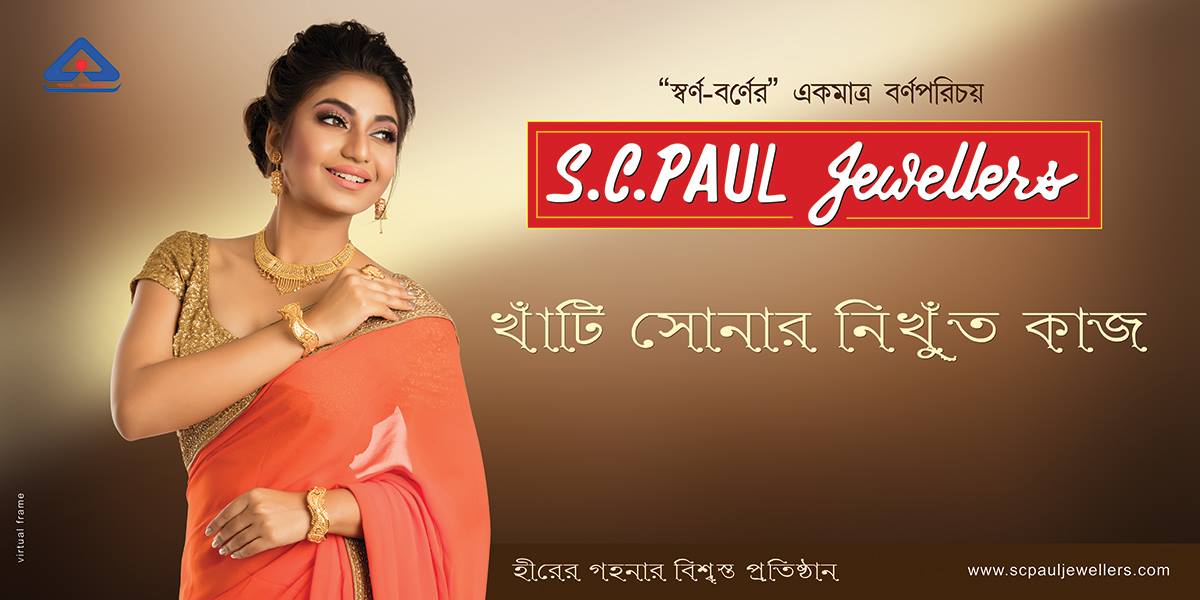 “স্বর্ণ-বর্ণের” একমাত্র বর্ণপরিচয়
S.C.PAUL Jewellers
খাঁটি সোনার নিখুঁত কাজ
হীরের গহনার বিশ্বস্ত প্রতিষ্ঠান
www.scpauljewellers.com
virtual frame